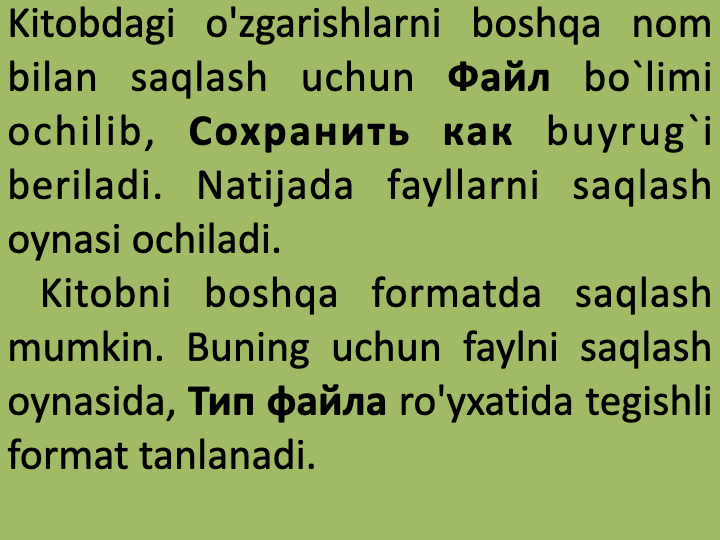 Kitobdagi o'zgarishlarni boshqa nom
bilan saqlash uchun Файл bo`limi
ochilib, Сохранить как buyrug`i
beriladi. Natijada fayllarni saqlash
oynasi ochiladi.
Kitobni boshqa formatda saqlash
mumkin. Buning uchun faylni saqlash
oynasida, Тип файла ro'yxatida tegishli
format tanlanadi.